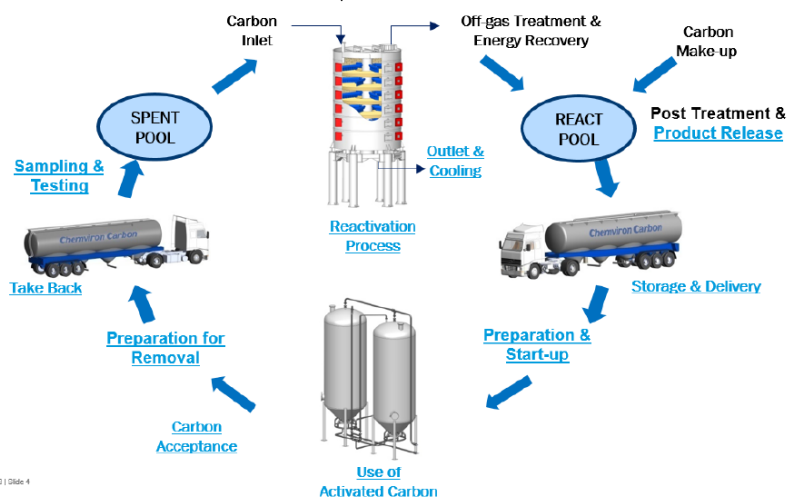 Carbon
Inlet
Off-gas Treatment &
Energy Recovery
Carbon
Make-up
SPENT
POOL
REACT
POOL
Post Treatment &
Product Release
Sampling &
Testing
Outlet &
Cooling
Reactivation
Process
Chemviron Carbon
Chemviron Carbon
Take Back
Storage & Delivery
Preparation for
Removal
Preparation &
Start-up
Carbon
Acceptance
Use of
Activated Carbon
| Slide 4